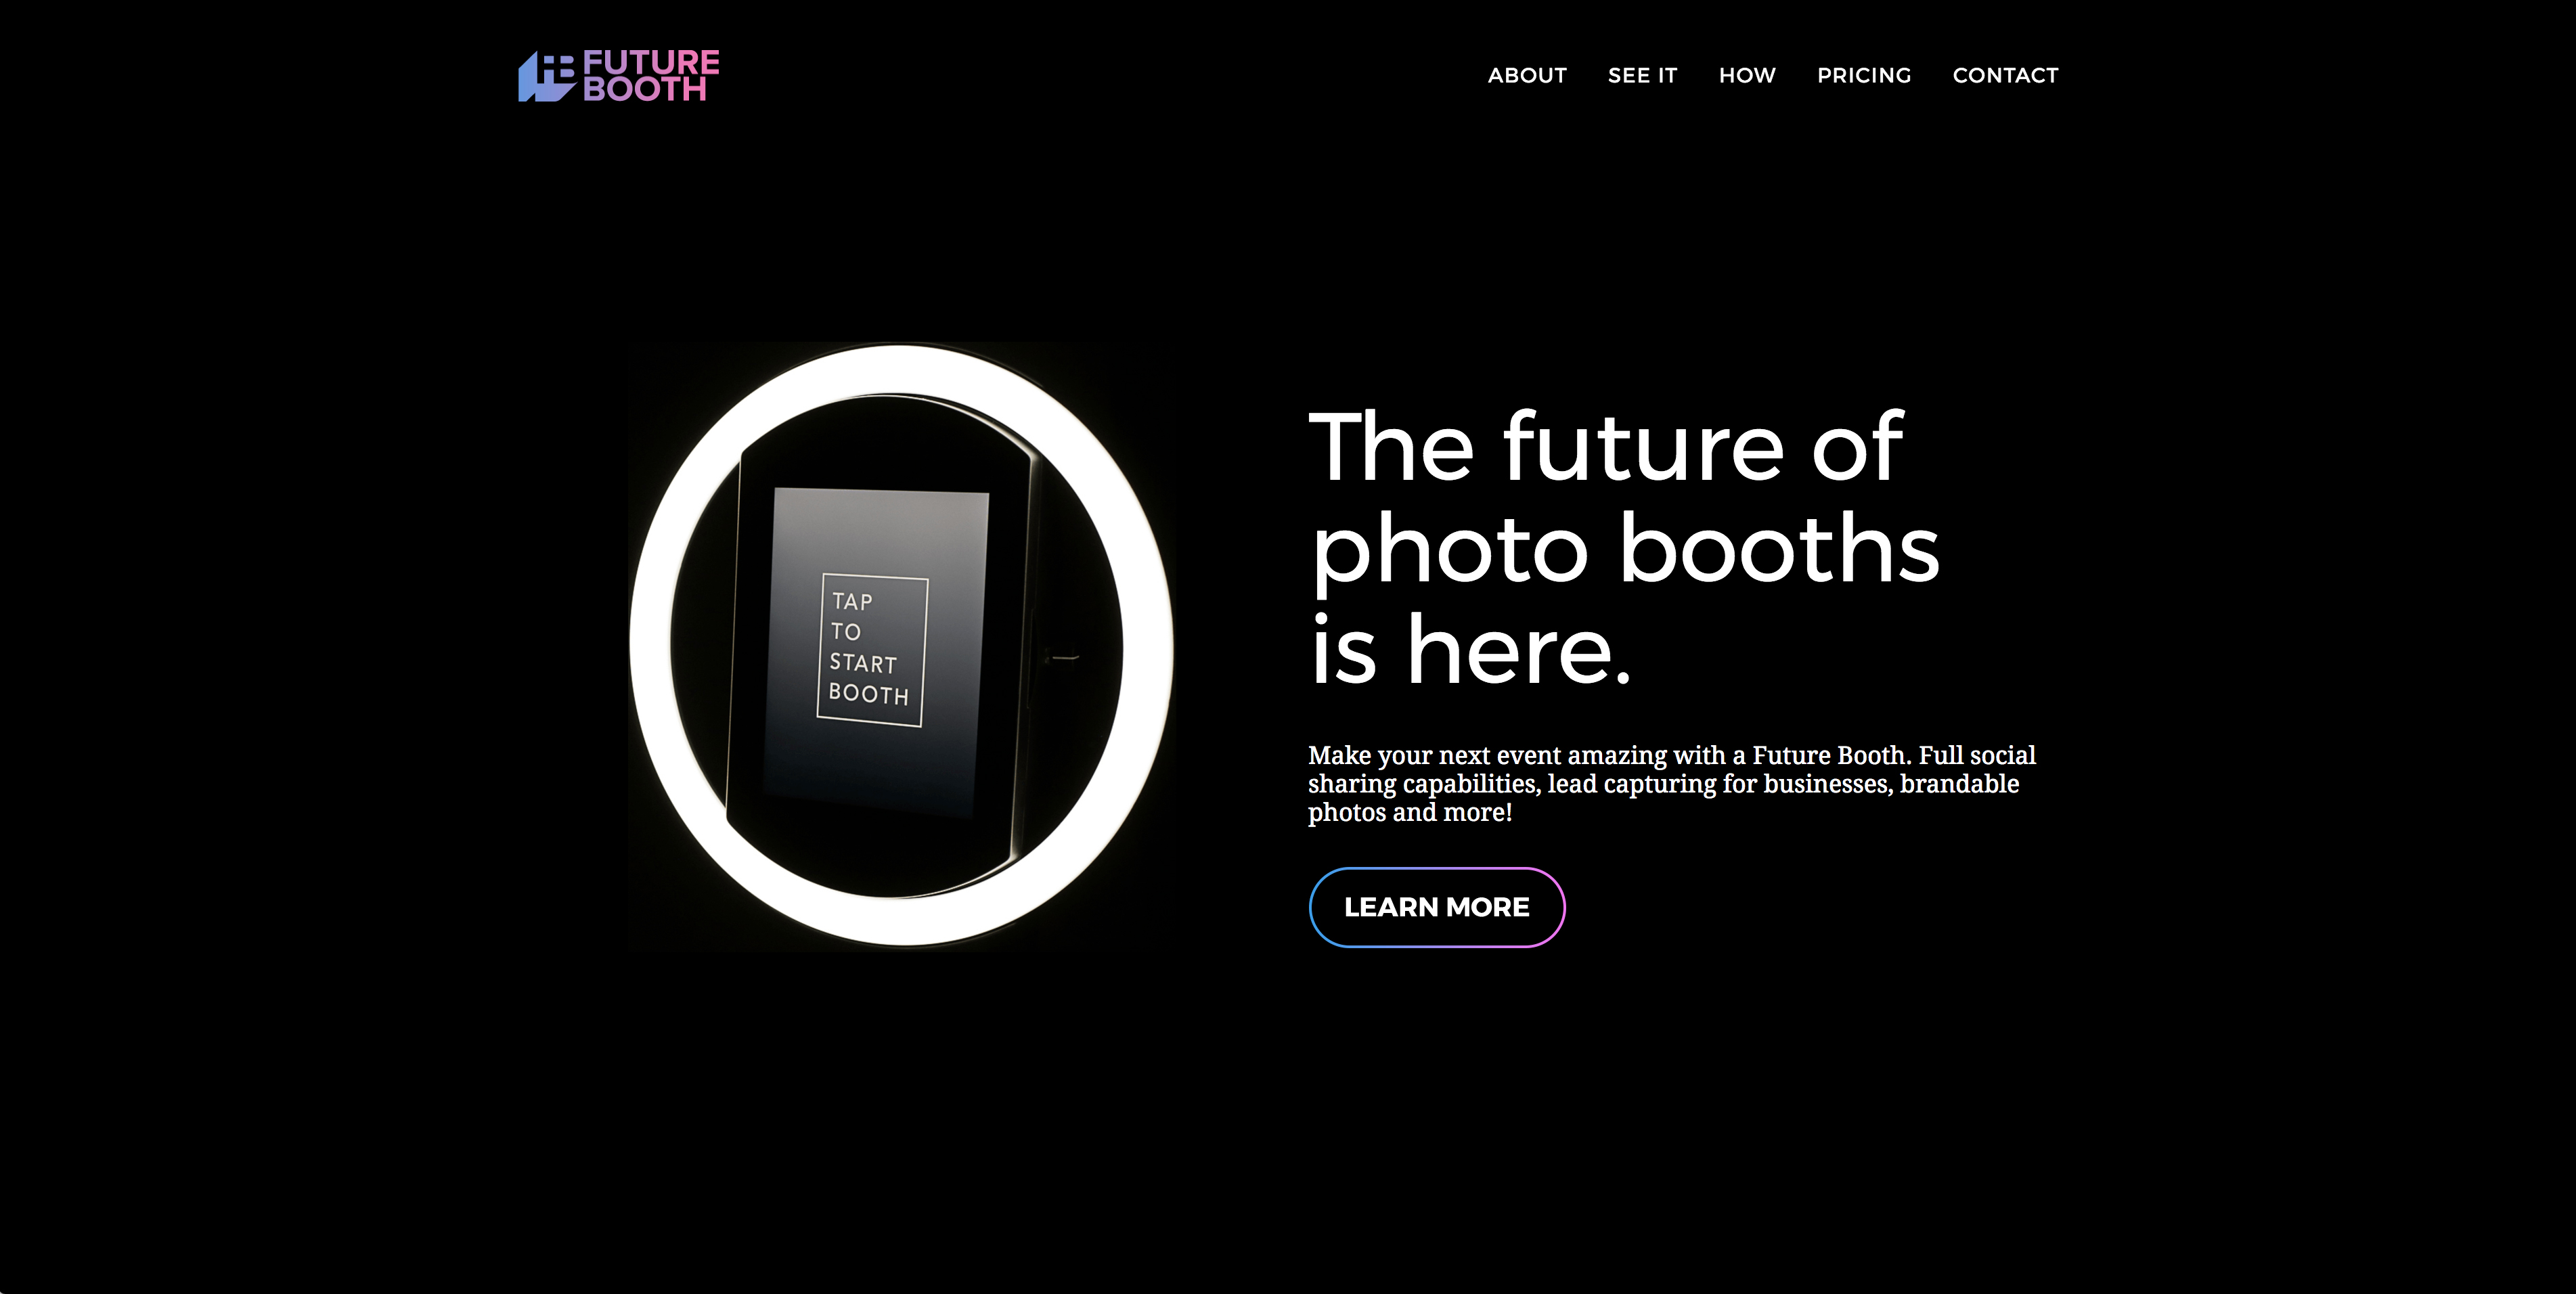 FB FUTURE
BOOTH
ABOUT SEE IT HOW PRICING CONTACT
TAP
TO
START
BOOTH
The future of
photo booths
is here.
Make your next event amazing with a Future Booth. Full social
sharing capabilities, lead capturing for businesses, brandable
photos and more!
LEARN MORE